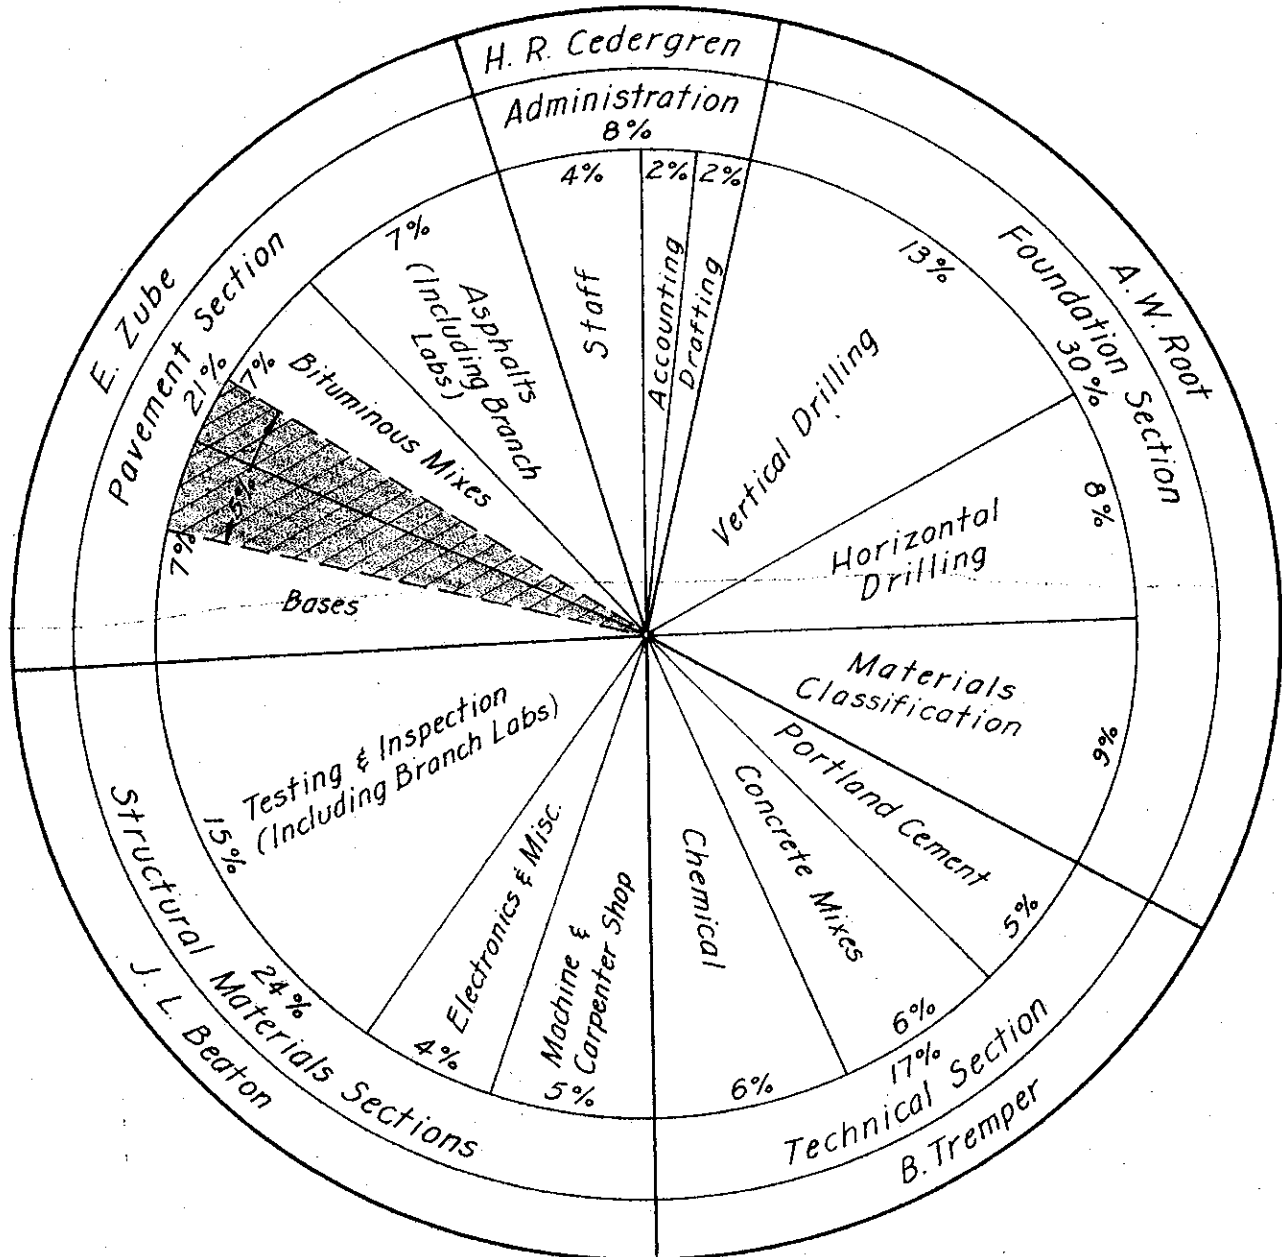 H. R. Cedergren
Administration
8%
4%
2%
2%
Staff
Accounting
Drafting
A. W. Root
Foundation Section
30%
13%
Vertical Drilling
8%
Horizontal
Drilling
Materials
Classification
9%
B. Tremper
Technical Section
17%
Portland Cement
5%
Concrete Mixes
6%
Chemical
6%
J. L. Beaton
Structural Materials Sections
24%
Machine &
Carpenter Shop
5%
Electronics & Misc.
4%
Testing & Inspection
(Including Branch Labs)
15%
E. Zube
Pavement Section
21%
Bases
7%
5%
Bituminous Mixes
7%
Asphalts
(Including Branch
Labs)
7%